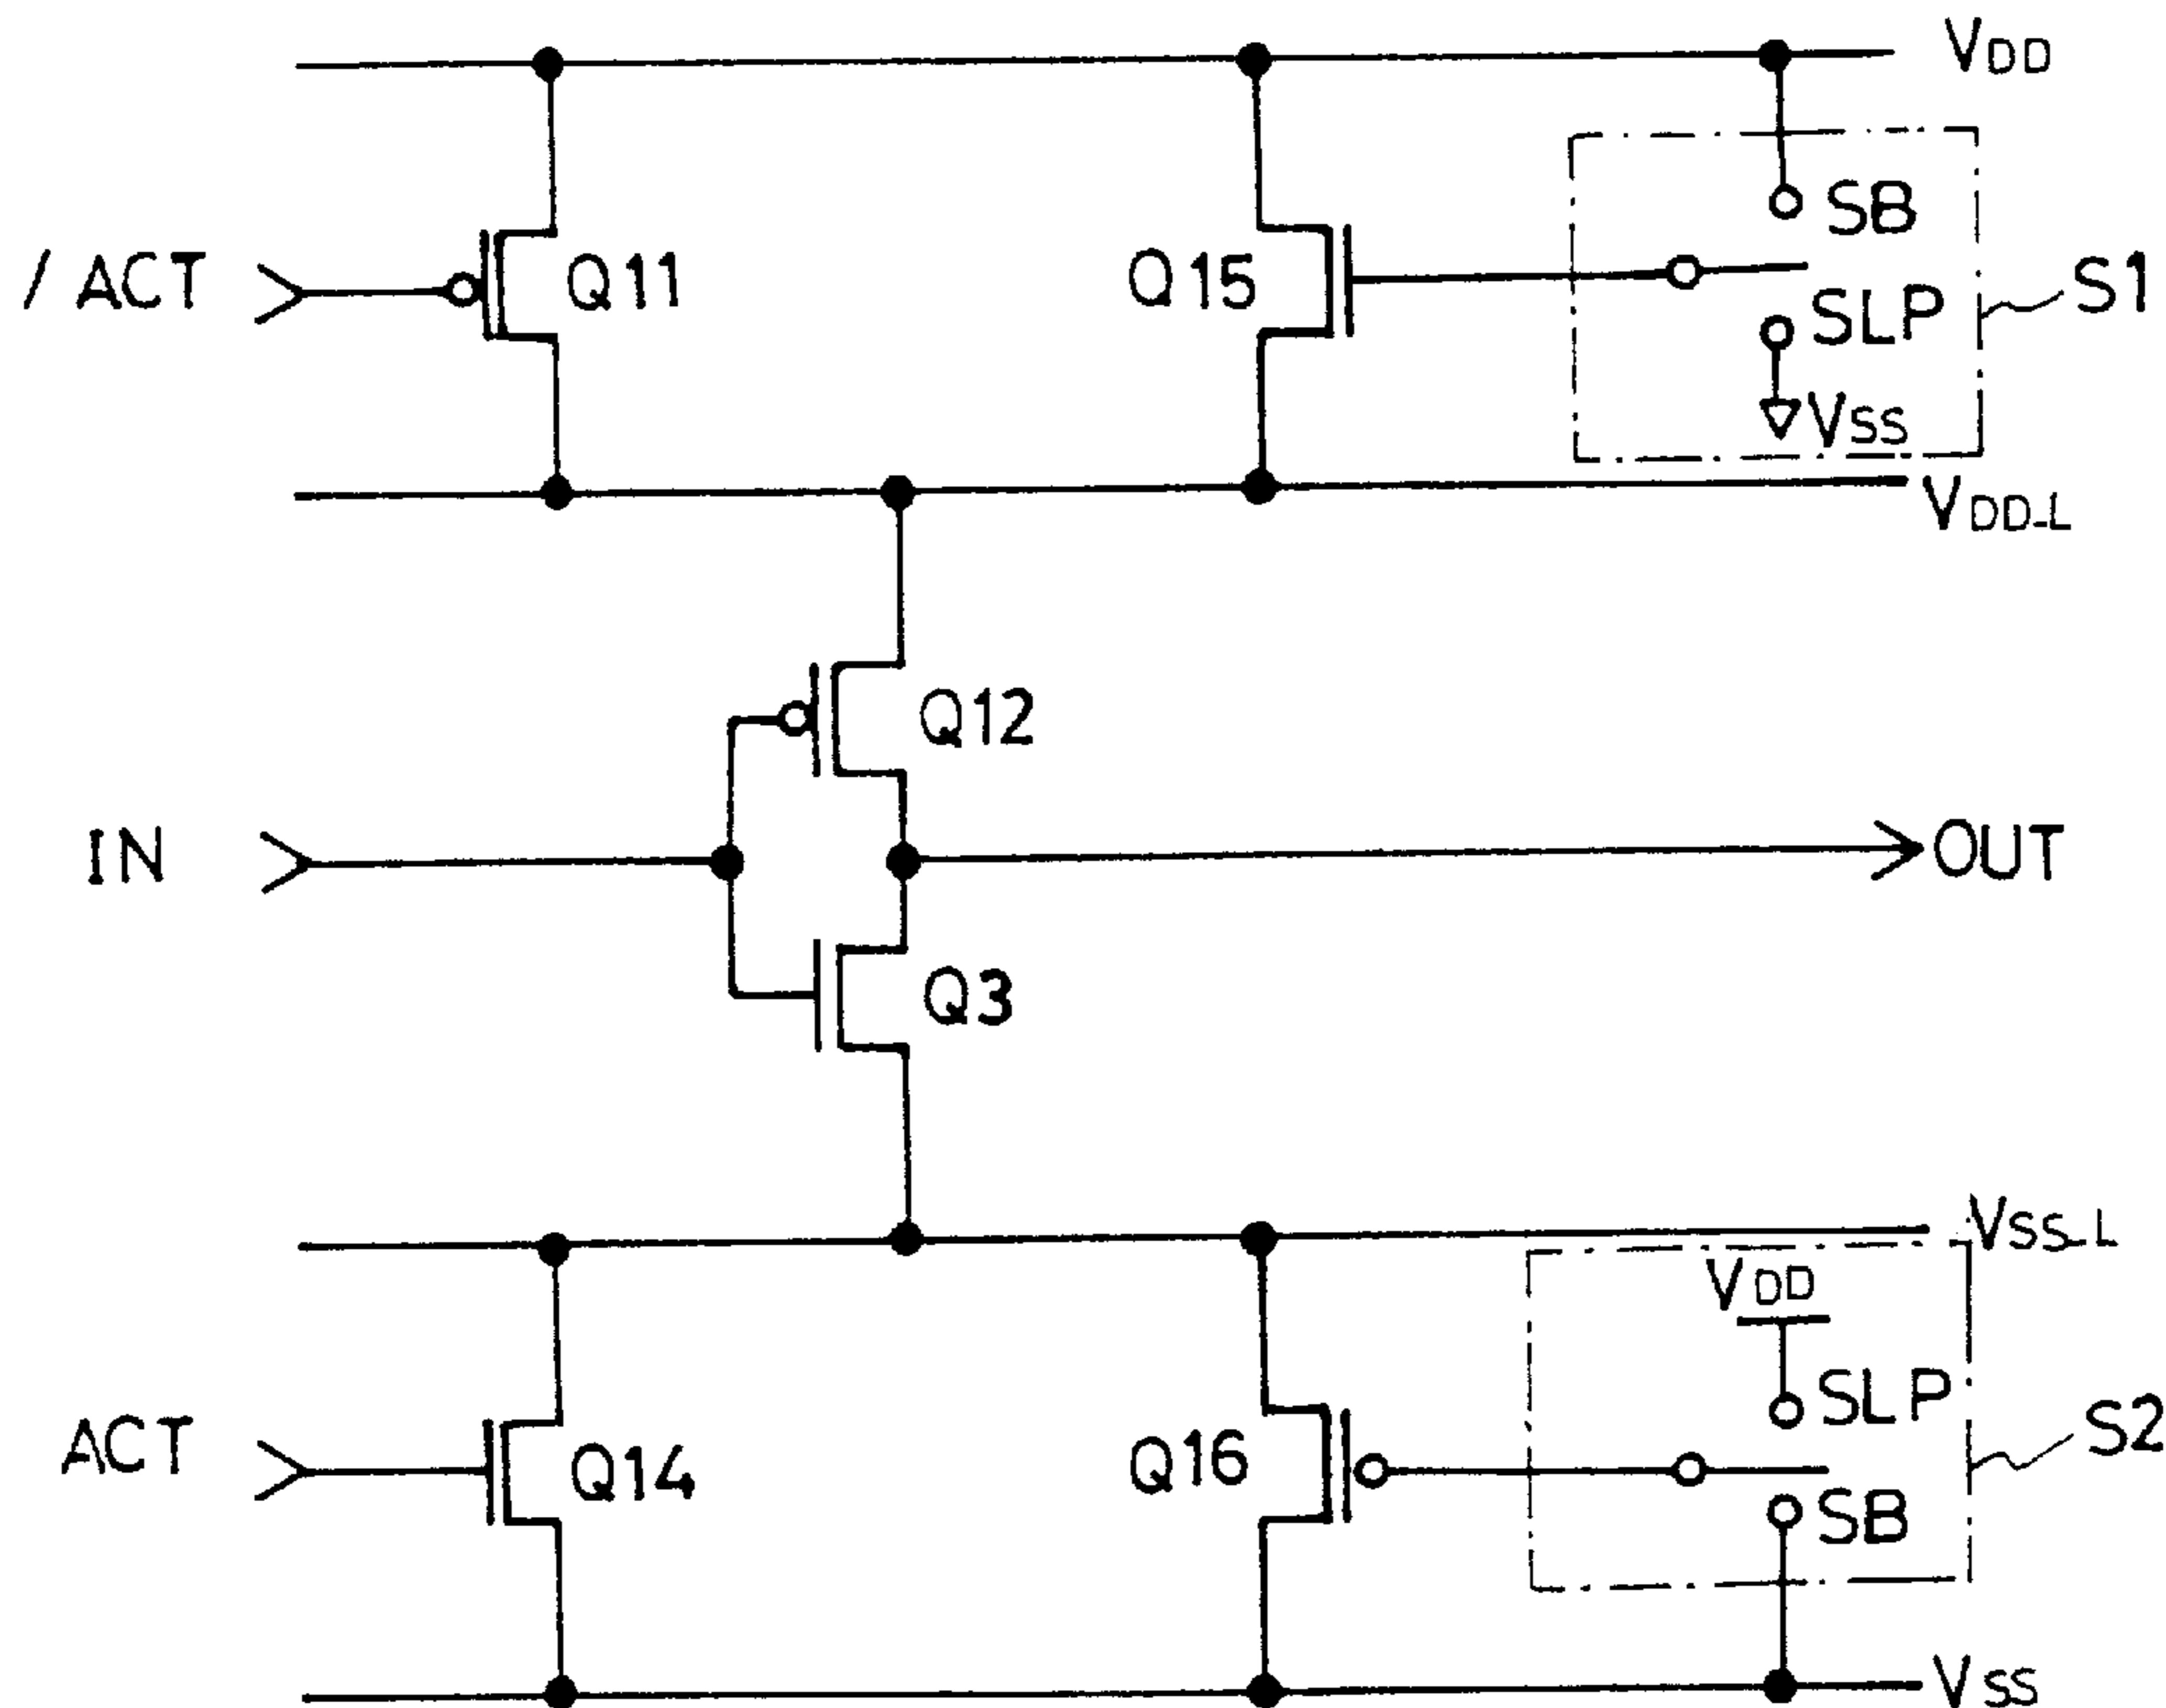 VDD
SB
/ ACT
Q11
Q15
SLP
S1
VSS
VDD-L
Q12
IN
OUT
Q3
VSS-L
VDD
SLP
ACT
Q14
Q16
S2
SB
VSS